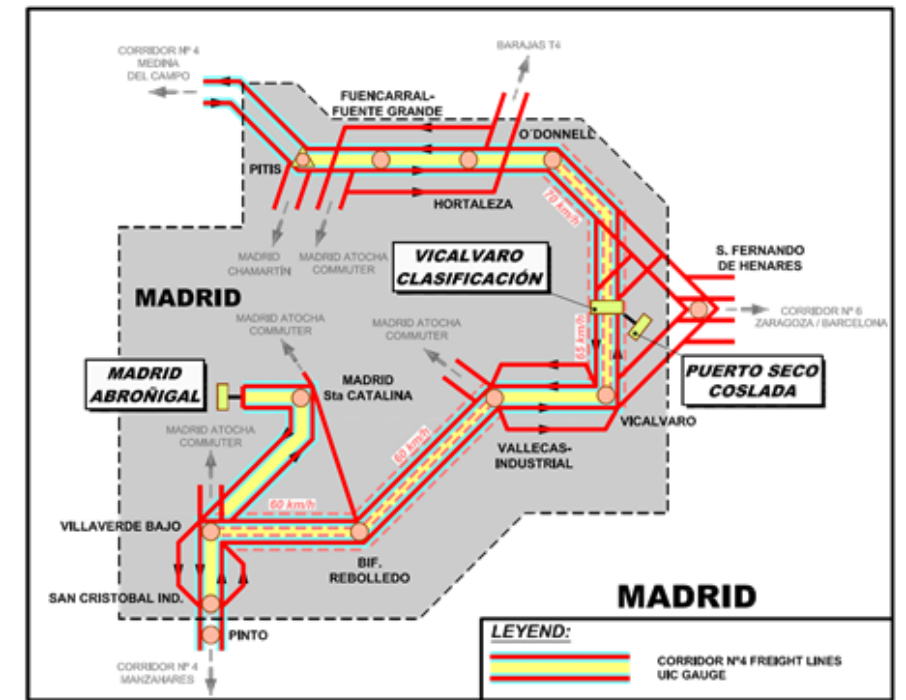 CORRIDOR Nº 4
MEDINA
DEL CAMPO
BARAJAS T4
FUENCARRAL-
FUENTE GRANDE
O´DONNELL
PITIS
70 km/h
HORTALEZA
MADRID
CHAMARTÍN
MADRID ATOCHA
COMMUTER
VICALVARO
CLASIFICACIÓN
S. FERNANDO
DE HENARES
MADRID
CORRIDOR Nº 6
ZARAGOZA / BARCELONA
MADRID ATOCHA
COMMUTER
MADRID ATOCHA
COMMUTER
65 km/h
MADRID
ABROÑIGAL
MADRID
Sta CATALINA
PUERTO SECO
COSLADA
VICALVARO
MADRID ATOCHA
COMMUTER
VALLECAS-
INDUSTRIAL
60 km/h
60 km/h
VILLAVERDE BAJO
BIF.
REBOLLEDO
SAN CRISTOBAL IND.
MADRID
PINTO
LEYEND:
CORRIDOR Nº4 FREIGHT LINES
UIC GAUGE
CORRIDOR Nº 4
MANZAHARES